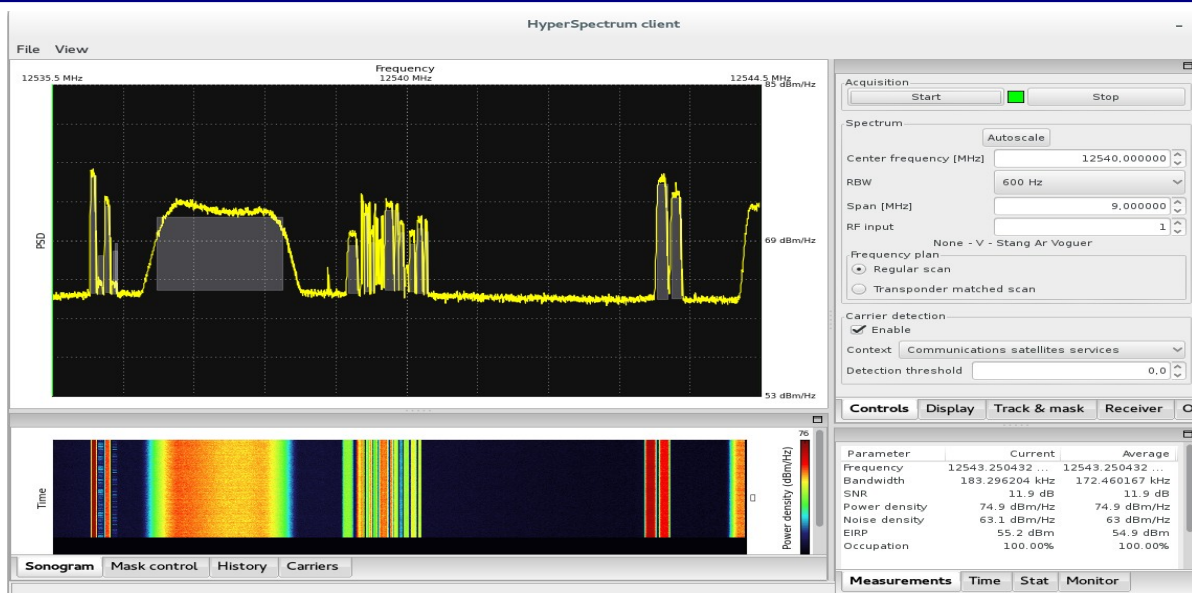 HyperSpectrum client
File View
Frequency
12535.5 MHz 12540 MHz 12544.5 MHz
85 dBm/Hz
PSD
69 dBm/Hz
53 dBm/Hz
Acquisition
Start Stop
Spectrum
Autoscale
Center frequency [MHz] 12540,000000
RBW 600 Hz
Span [MHz] 9,000000
RF input 1
None - V - Stang Ar Voguer
Frequency plan
Regular scan
Transponder matched scan
Carrier detection
Enable
Context Communications satellites services
Detection threshold 0,0
Controls Display Track & mask Receiver O
Time
76
Power density (dBm/Hz)
Sonogram Mask control History Carriers
Parameter Current Average
Frequency 12543.250432 ... 12543.250432 ...
Bandwidth 183.296204 kHz 172.460167 kHz
SNR 11.9 dB 11.9 dB
Power density 74.9 dBm/Hz 74.9 dBm/Hz
Noise density 63.1 dBm/Hz 63 dBm/Hz
EIRP 55.2 dBm 54.9 dBm
Occupation 100.00% 100.00%
Measurements Time Stat Monitor